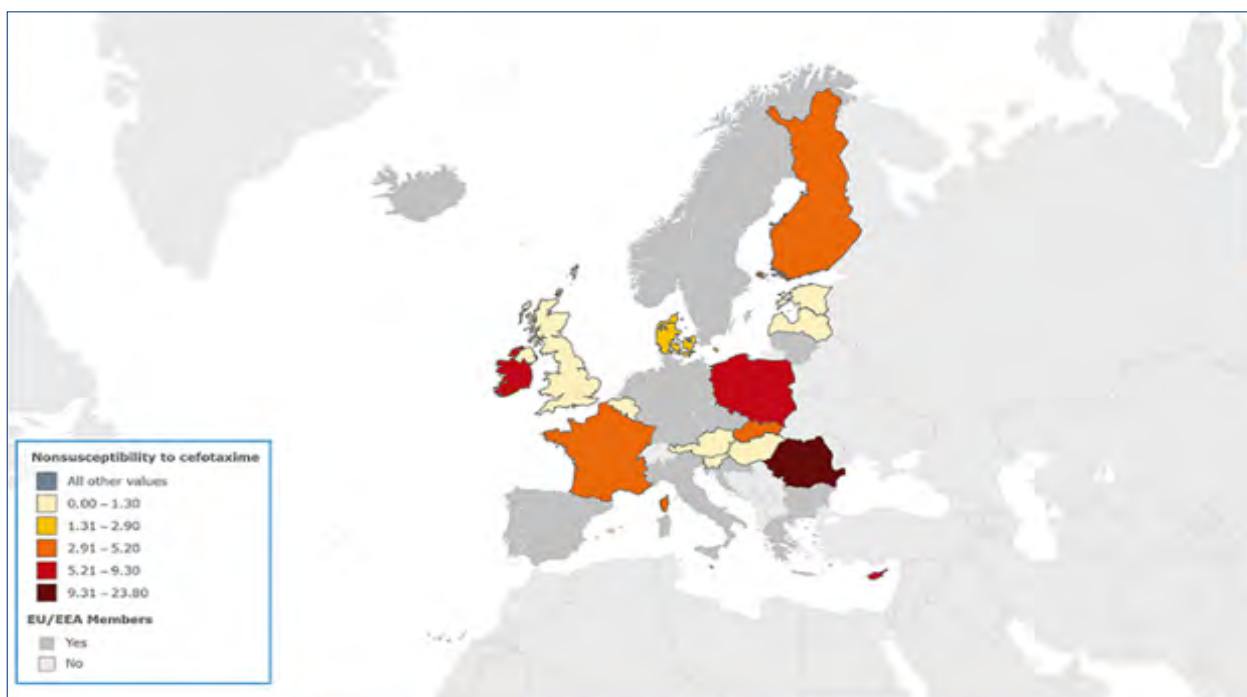 Nonsusceptibility to cefotaxime
All other values
0.00 – 1.30
1.31 – 2.90
2.91 – 5.20
5.21 – 9.30
9.31 – 23.80
EU/EEA Members
Yes
No